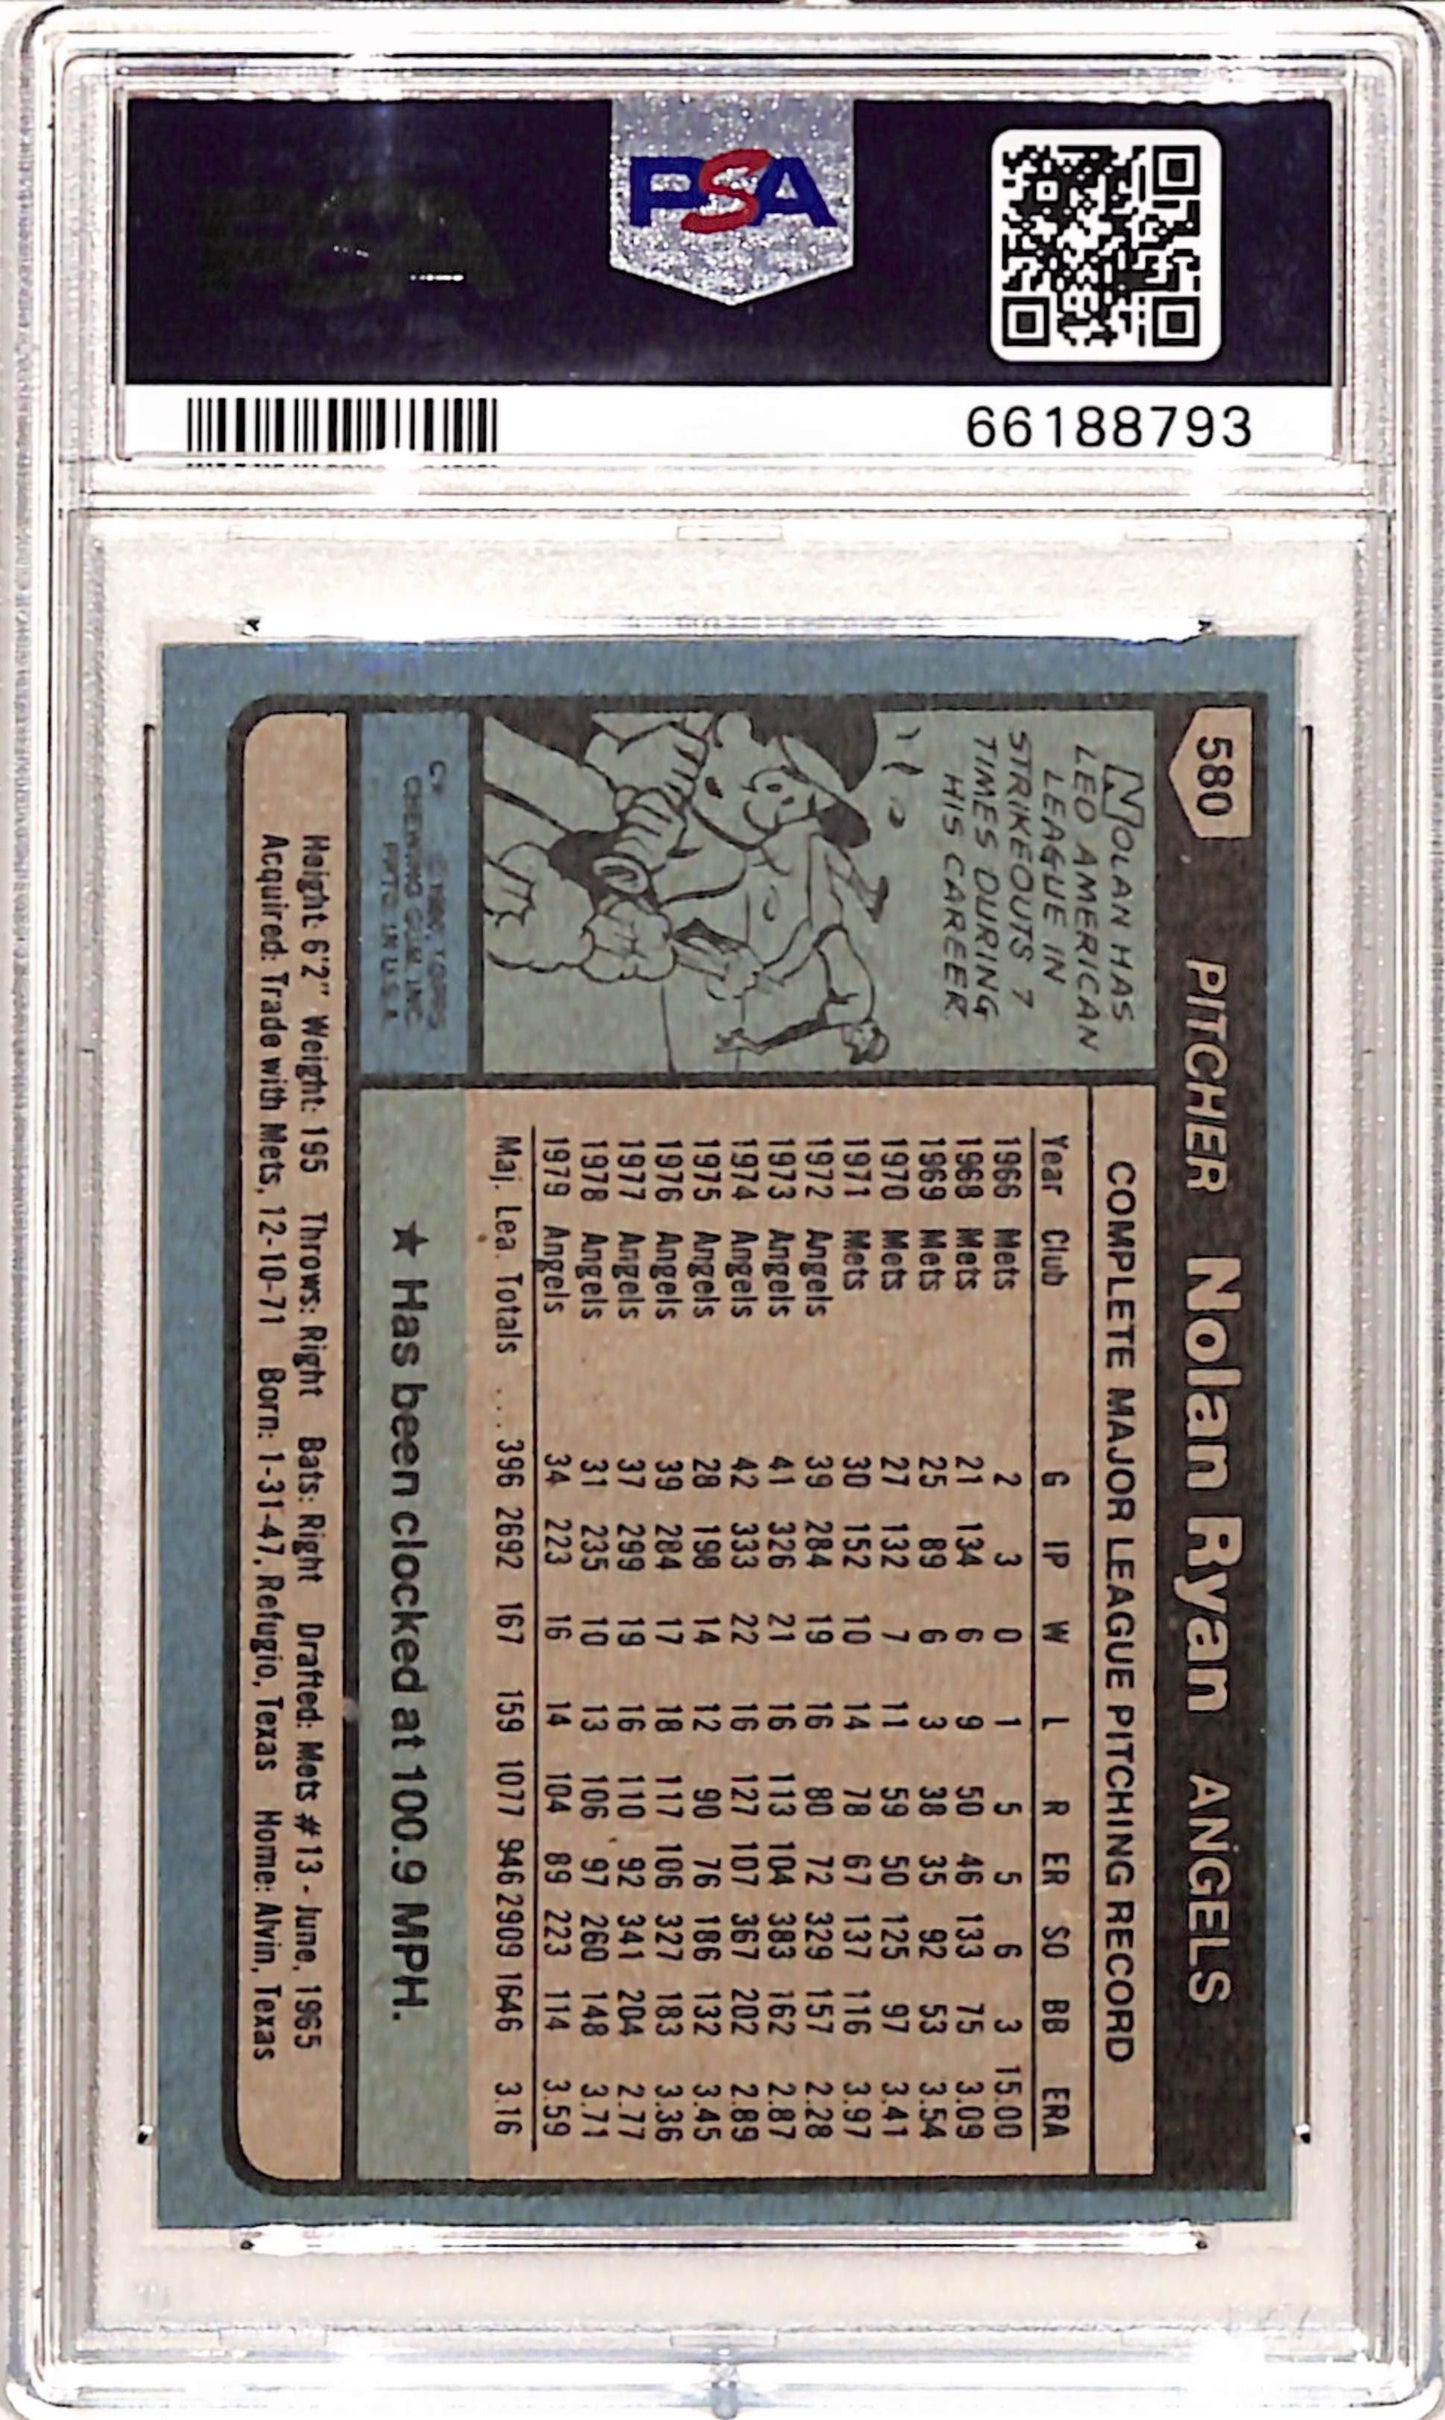 PSA
66188793
580 PITCHER Nolan Ryan ANGELS
NOLAN HAS
LED AMERICAN
LEAGUE IN
STRIKEOUTS 7
TIMES DURING
HIS CAREER
© 1980, TOPPS
CHEWING GUM, INC.
PRTD. IN U.S.A.
COMPLETE MAJOR LEAGUE PITCHING RECORD
Year Club G IP W L R ER SO BB ERA
1966 Mets 2 3 0 1 5 5 6 3 15.00
1968 Mets 21 134 6 9 50 46 133 75 3.09
1969 Mets 25 89 6 3 38 35 92 53 3.54
1970 Mets 27 132 7 11 59 50 125 97 3.41
1971 Mets 30 152 10 14 78 67 137 116 3.97
1972 Angels 39 284 19 16 80 72 329 157 2.28
1973 Angels 41 326 21 16 113 104 383 162 2.87
1974 Angels 42 333 22 16 127 107 367 202 2.89
1975 Angels 28 198 14 12 90 76 186 132 3.45
1976 Angels 39 284 17 18 117 106 327 183 3.36
1977 Angels 37 299 19 16 110 92 341 204 2.77
1978 Angels 31 235 10 13 106 97 260 148 3.71
1979 Angels 34 223 16 14 104 89 223 114 3.59
Maj. Lea. Totals .... 396 2692 167 159 1077 946 2909 1646 3.16
★ Has been clocked at 100.9 MPH.
Height: 6'2" Weight: 195 Throws: Right Bats: Right Drafted: Mets #13 - June, 1965
Acquired: Trade with Mets, 12-10-71 Born: 1-31-47, Refugio, Texas Home: Alvin, Texas